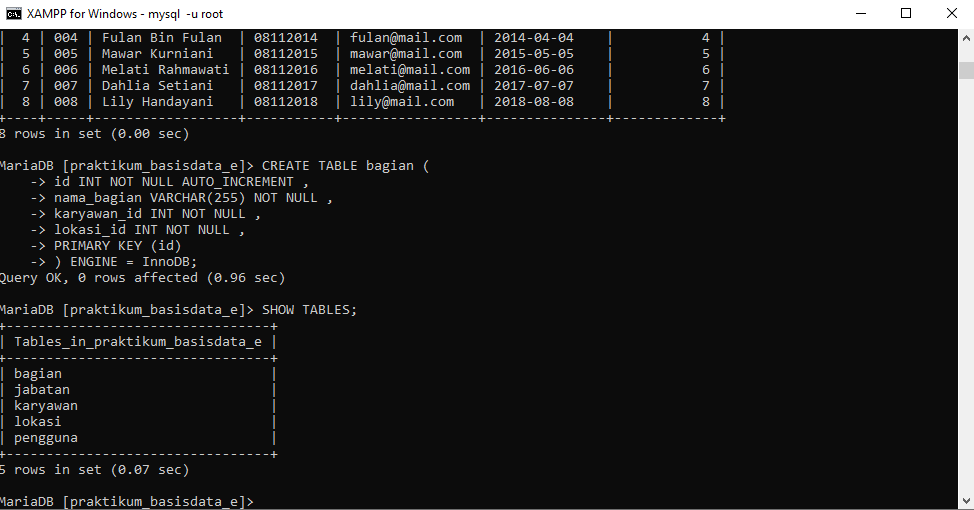 XAMPP for Windows - mysql  -u root
|   4 | 004 | Fulan Bin Fulan  | 08112014  | fulan@mail.com  | 2014-04-04    |           4 |
|   5 | 005 | Mawar Kurniani   | 08112015  | mawar@mail.com  | 2015-05-05    |           5 |
|   6 | 006 | Melati Rahmawati | 08112016  | melati@mail.com | 2016-06-06    |           6 |
|   7 | 007 | Dahlia Setiani   | 08112017  | dahlia@mail.com | 2017-07-07    |           7 |
|   8 | 008 | Lily Handayani   | 08112018  | lily@mail.com   | 2018-08-08    |           8 |
+----+-----+------------------+-----------+-----------------+---------------+-------------+
8 rows in set (0.00 sec)
MariaDB [praktikum_basisdata_e]> CREATE TABLE bagian (
    -> id INT NOT NULL AUTO_INCREMENT ,
    -> nama_bagian VARCHAR(255) NOT NULL ,
    -> karyawan_id INT NOT NULL ,
    -> lokasi_id INT NOT NULL ,
    -> PRIMARY KEY (id)
    -> ) ENGINE = InnoDB;
Query OK, 0 rows affected (0.96 sec)
MariaDB [praktikum_basisdata_e]> SHOW TABLES;
+---------------------------------+
| Tables_in_praktikum_basisdata_e |
+---------------------------------+
| bagian                          |
| jabatan                         |
| karyawan                        |
| lokasi                          |
| pengguna                        |
+---------------------------------+
5 rows in set (0.07 sec)
MariaDB [praktikum_basisdata_e]>